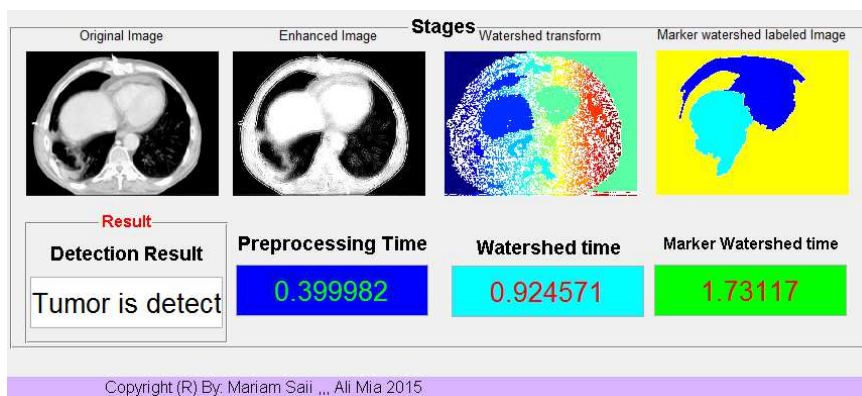 Stages
Original Image
Enhanced Image
Watershed transform
Marker watershed labeled Image
Result
Detection Result
Tumor is detect
Preprocessing Time
0.399982
Watershed time
0.924571
Marker Watershed time
1.73117
Copyright (R) By: Mariam Saii ,,, Ali Mia 2015